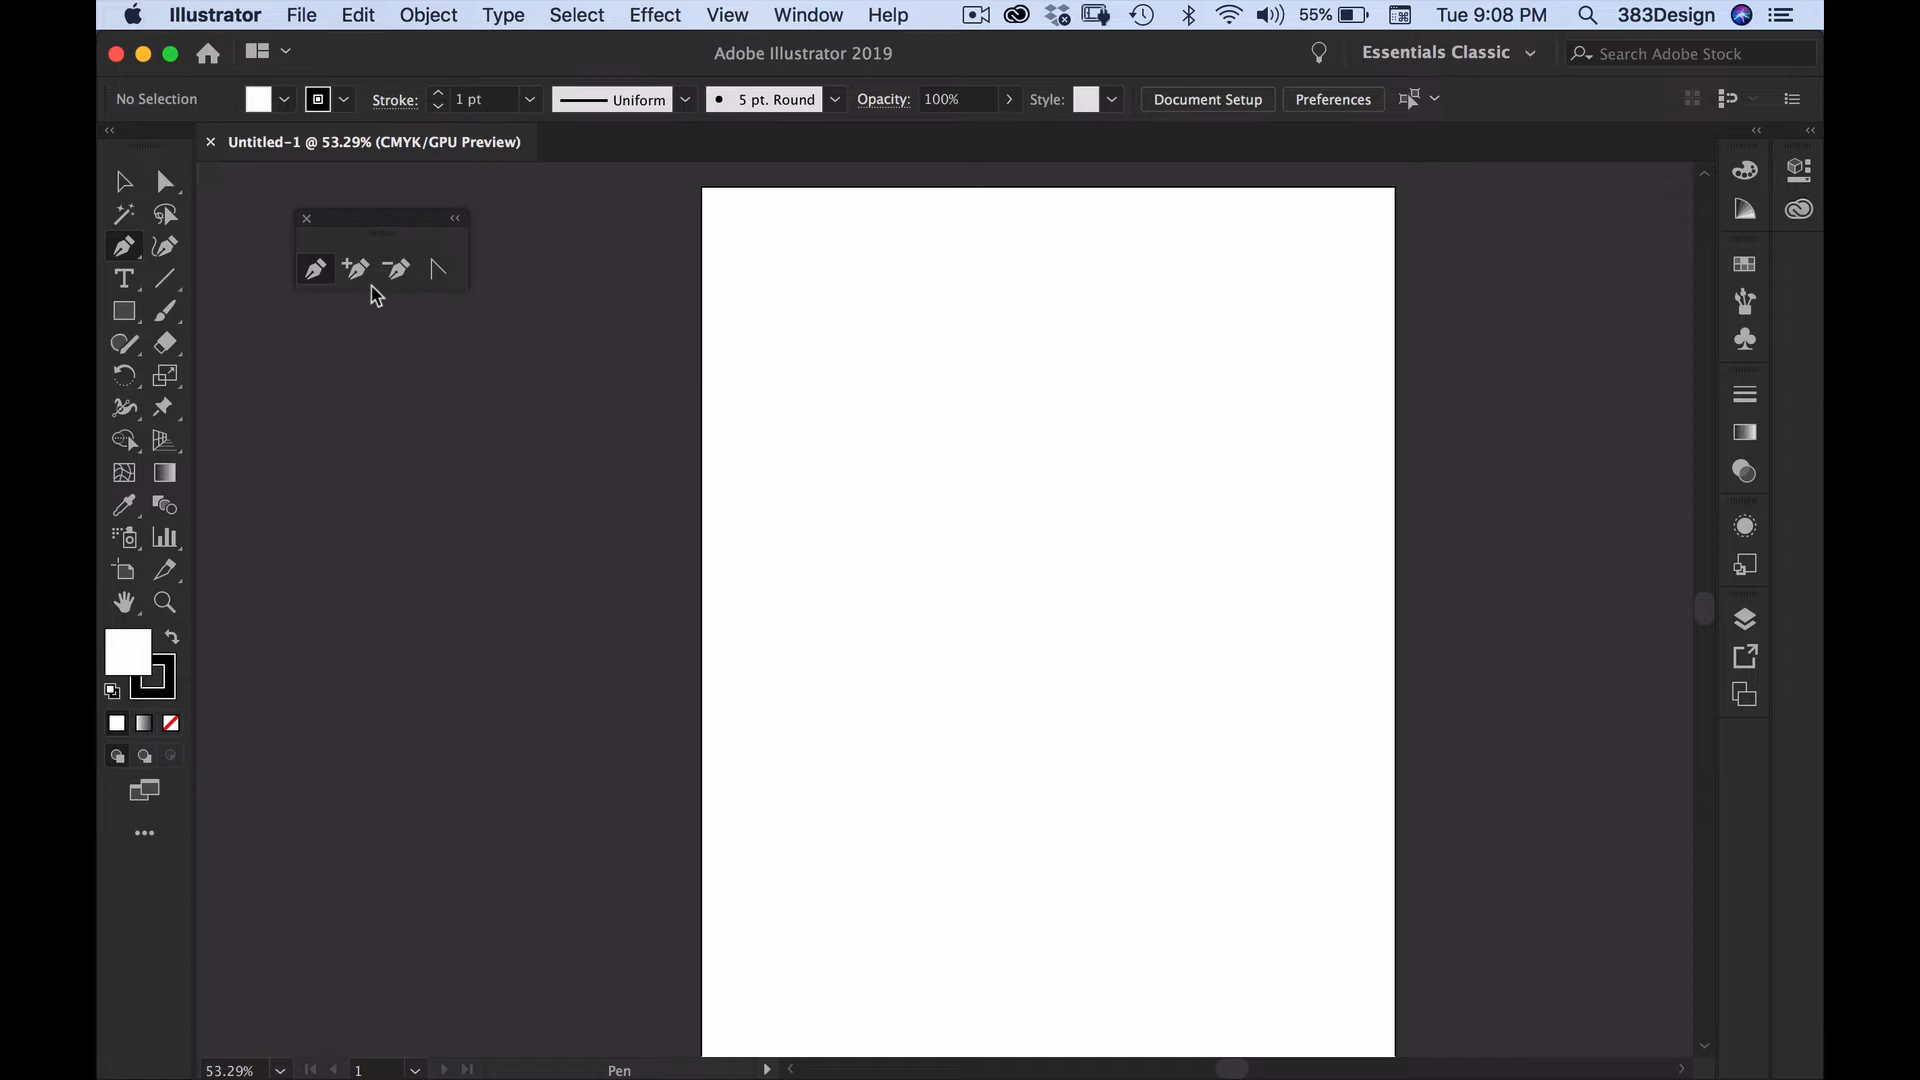 Illustrator File Edit Object Type Select Effect View Window Help 55% Tue 9:08 PM 383Design
Adobe Illustrator 2019 Essentials Classic Search Adobe Stock
No Selection Stroke: 1 pt Uniform 5 pt. Round Opacity: 100% Style: Document Setup Preferences
Untitled-1 @ 53.29% (CMYK/GPU Preview)
53.29% 1 Pen